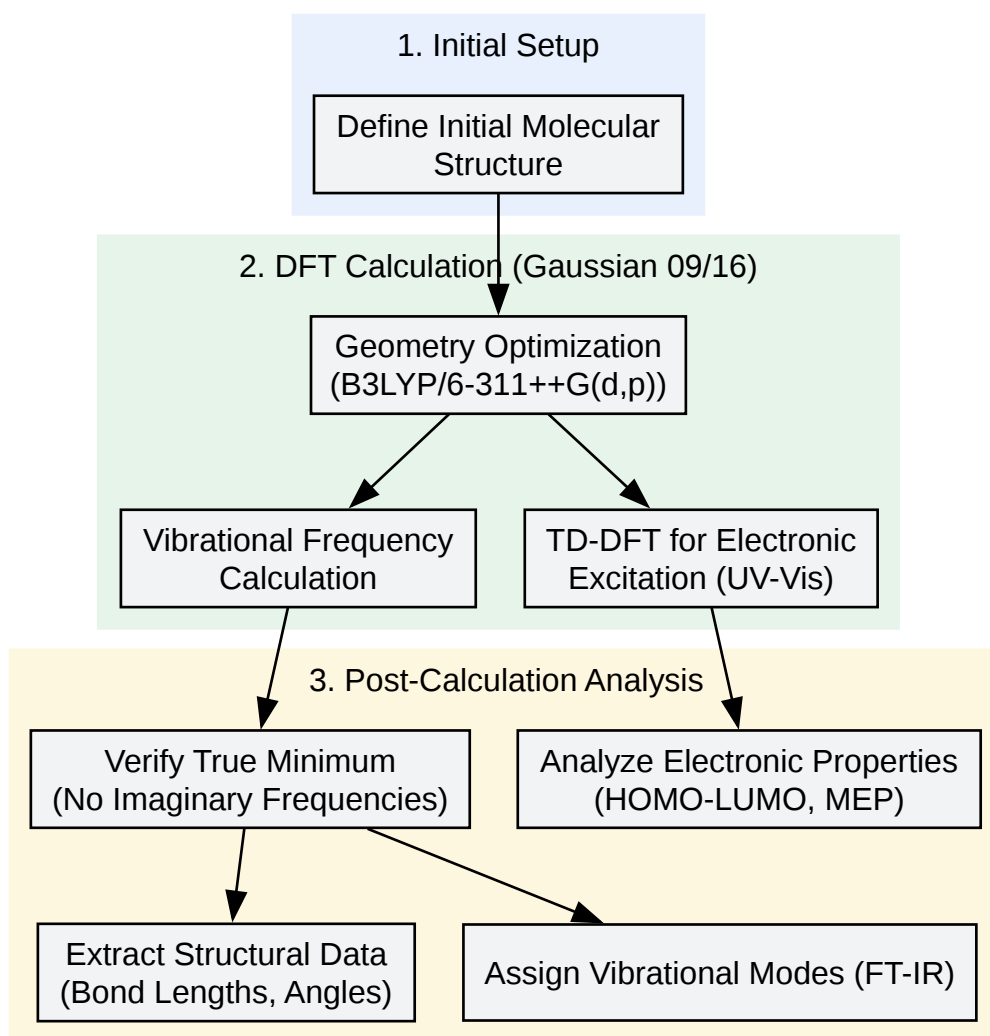 1. Initial Setup
Define Initial Molecular
Structure
2. DFT Calculation (Gaussian 09/16)
Geometry Optimization
(B3LYP/6-311++G(d,p))
Vibrational Frequency
Calculation
TD-DFT for Electronic
Excitation (UV-Vis)
3. Post-Calculation Analysis
Verify True Minimum
(No Imaginary Frequencies)
Analyze Electronic Properties
(HOMO-LUMO, MEP)
Extract Structural Data
(Bond Lengths, Angles)
Assign Vibrational Modes (FT-IR)